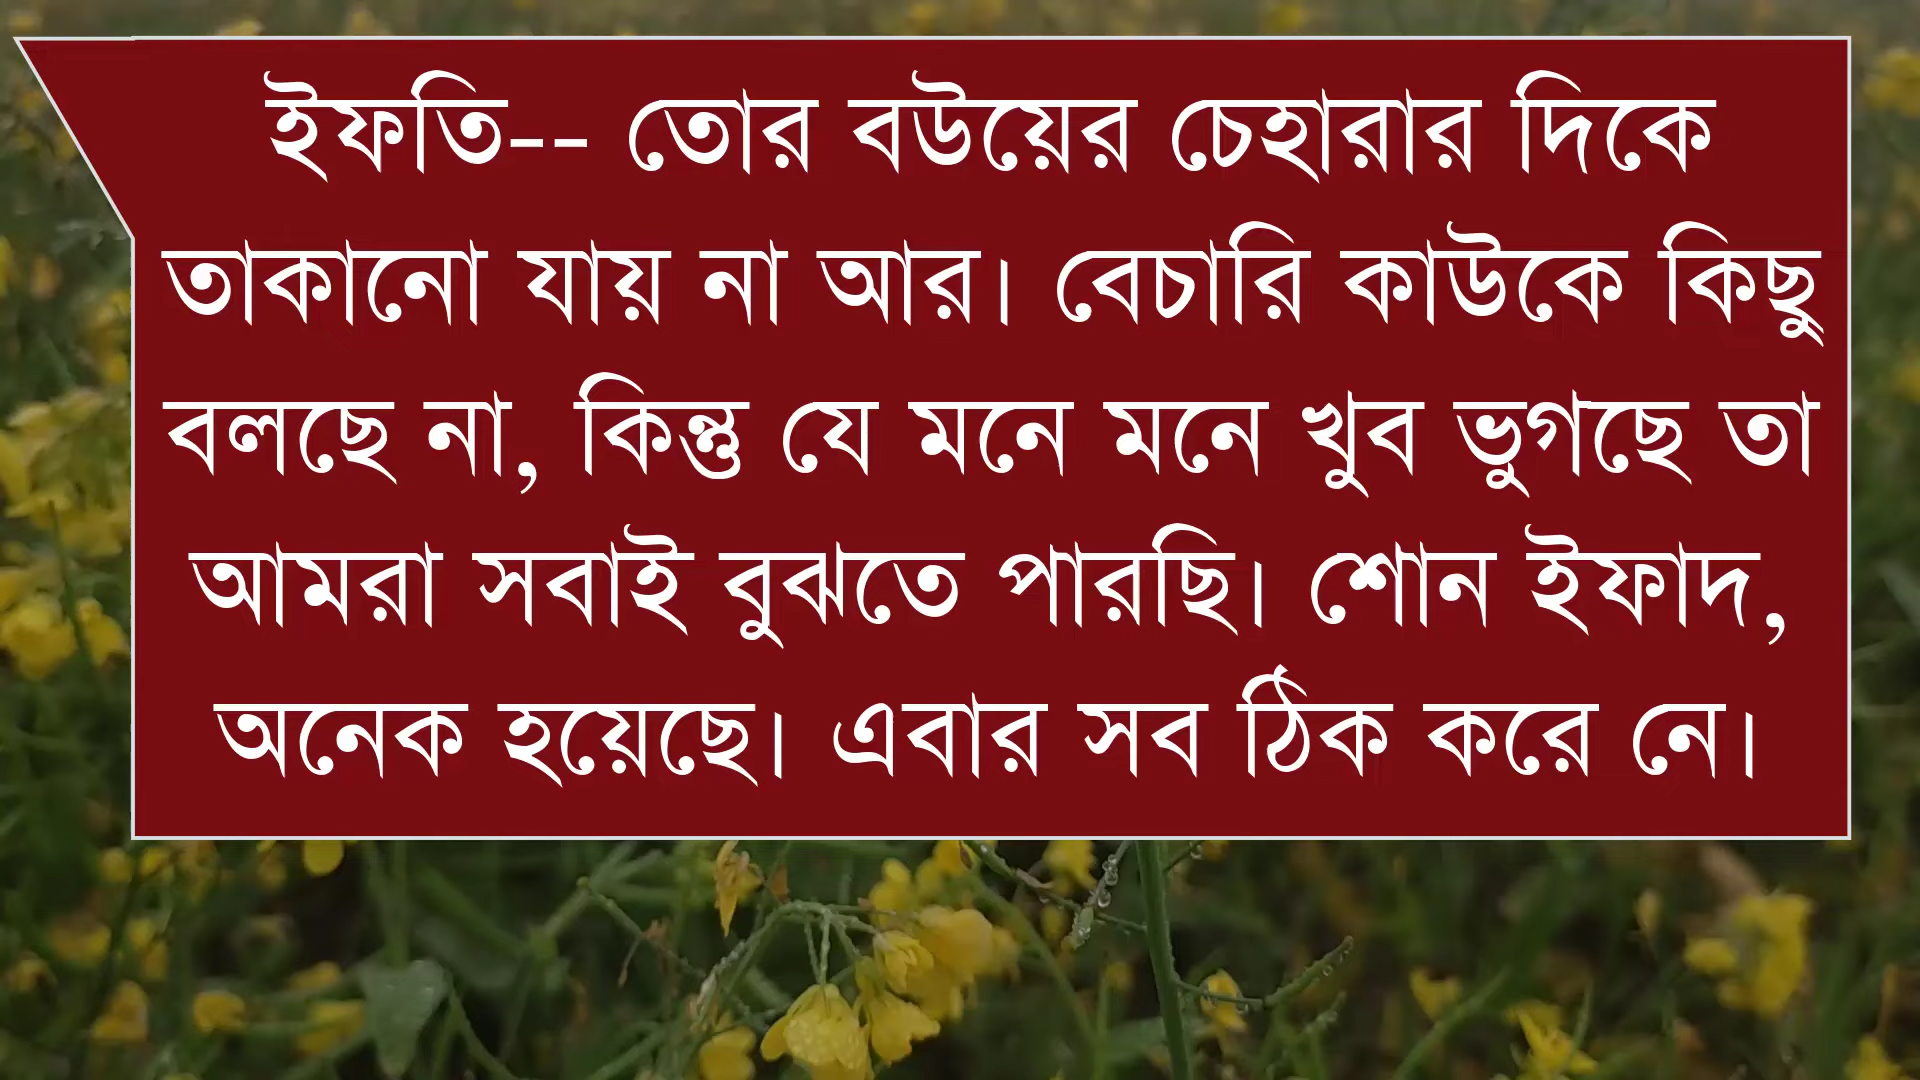 ইফতি-- তোর বউয়ের চেহারার দিকে
তাকানো যায় না আর। বেচারি কাউকে কিছু
বলছে না, কিন্তু যে মনে মনে খুব ভুগছে তা
আমরা সবাই বুঝতে পারছি। শোন ইফাদ,
অনেক হয়েছে। এবার সব ঠিক করে নে।